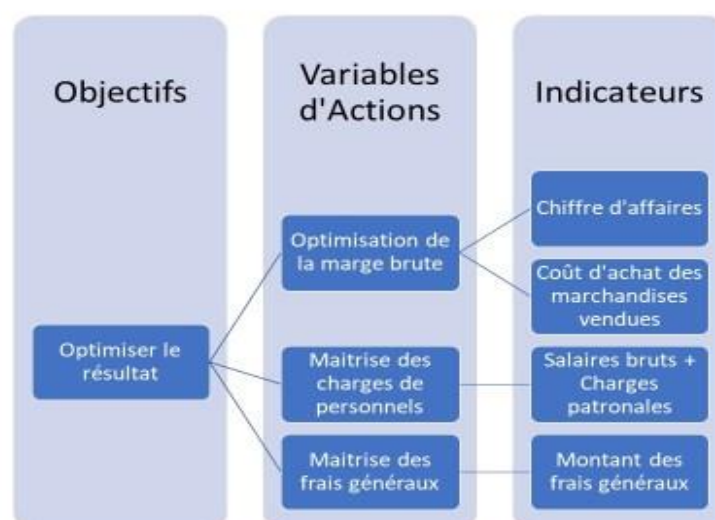 Objectifs
Variables
d'Actions
Indicateurs
Optimiser le
résultat
Optimisation de
la marge brute
Maitrise des
charges de
personnels
Maitrise des
frais généraux
Chiffre d'affaires
Coût d'achat des
marchandises
vendues
Salaires bruts +
Charges
patronales
Montant des
frais généraux